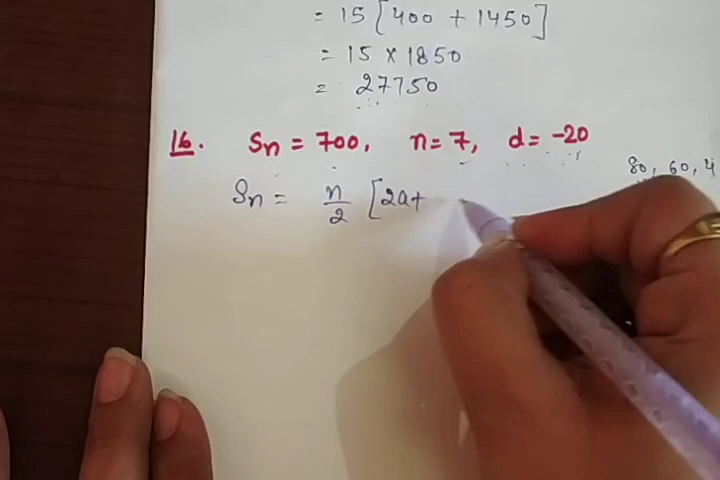 = 15 [400 + 1450]
= 15 × 1850
= 27750
16. Sn = 700, n = 7, d = -20
80, 60, 4
Sn = n/2 [2a+